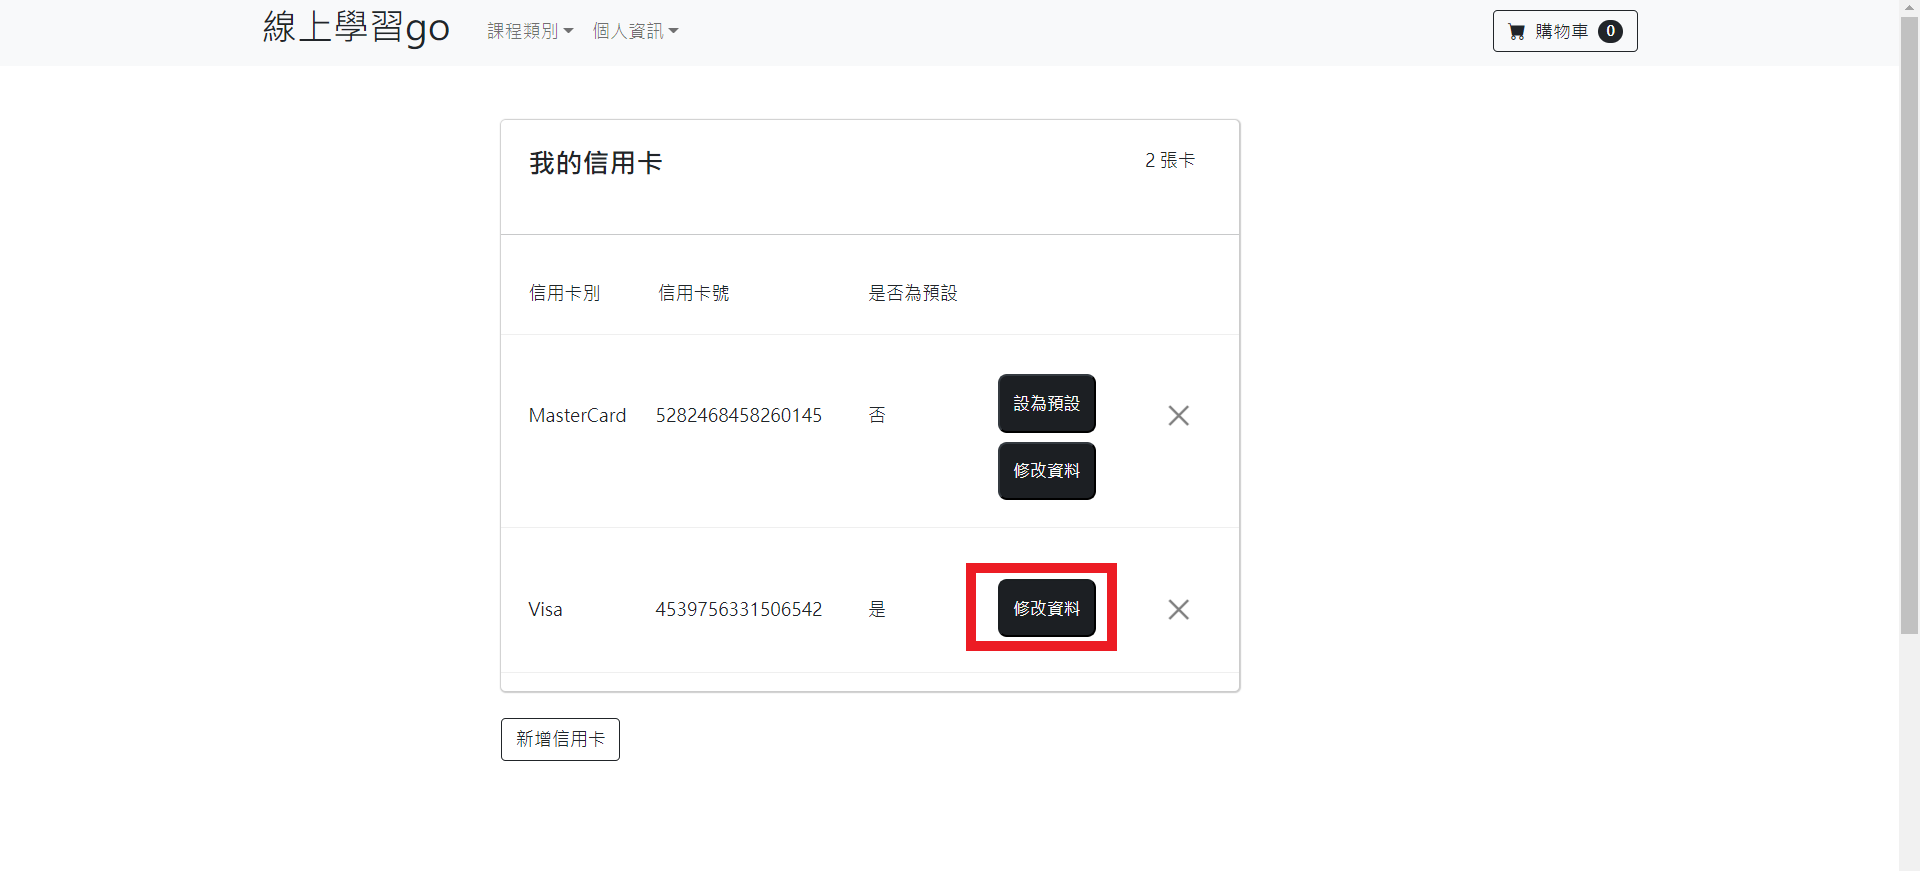 線上學習go 課程類別 個人資訊 購物車 0
我的信用卡 2 張卡
信用卡別 信用卡號 是否為預設
MasterCard 5282468458260145 否 設為預設
修改資料
Visa 4539756331506542 是 修改資料
新增信用卡